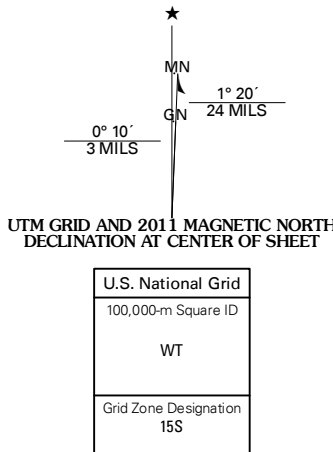 ★
MN
1° 20´
24 MILS
GN
0° 10´
3 MILS
UTM GRID AND 2011 MAGNETIC NORTH
DECLINATION AT CENTER OF SHEET
U.S. National Grid
100,000-m Square ID
WT
Grid Zone Designation
15S